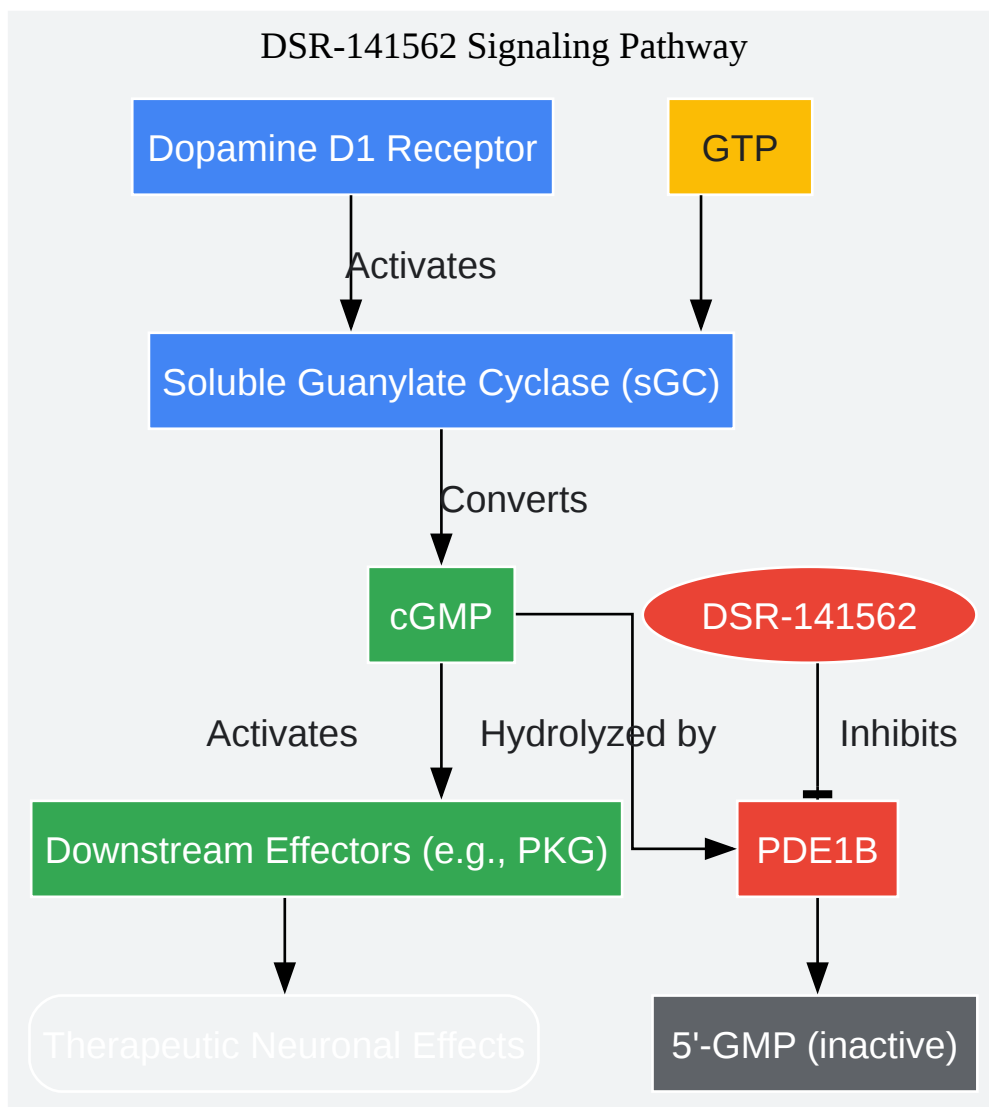 DSR-141562 Signaling Pathway
Dopamine D1 Receptor
GTP
Activates
Soluble Guanylate Cyclase (sGC)
Converts
cGMP
DSR-141562
Activates
Hydrolyzed by
Inhibits
Downstream Effectors (e.g., PKG)
PDE1B
Therapeutic Neuronal Effects
5'-GMP (inactive)